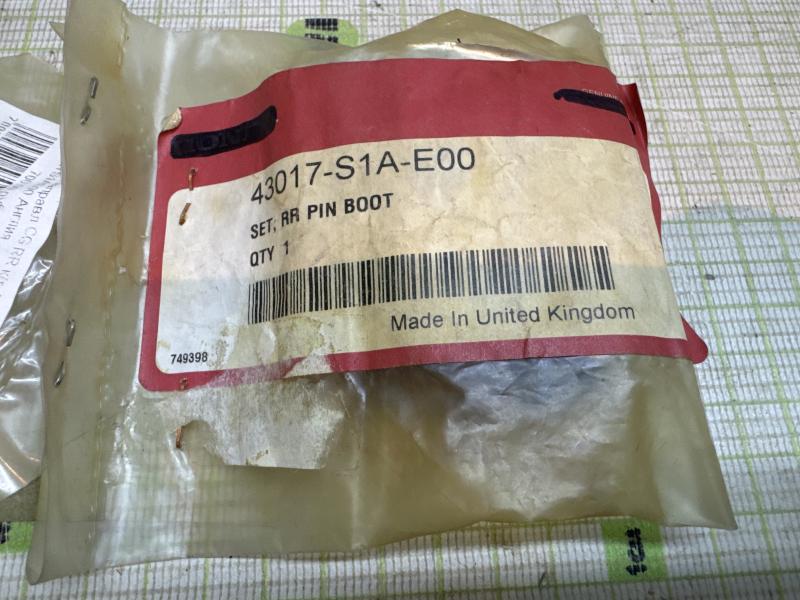 43017-S1A-E00
SET; RR PIN BOOT
QTY 1
Made In United Kingdom
749398